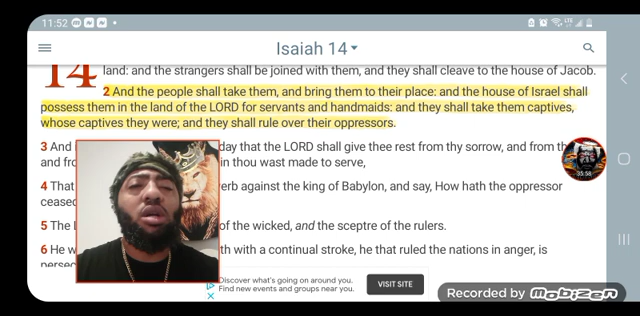 11:52
Isaiah 14
14 land: and the strangers shall be joined with them, and they shall cleave to the house of Jacob.
2 And the people shall take them, and bring them to their place: and the house of Israel shall
possess them in the land of the LORD for servants and handmaids: and they shall take them captives,
whose captives they were; and they shall rule over their oppressors.
3 And day that the LORD shall give thee rest from thy sorrow, and from
and in thou wast made to serve,
35:58
4 That erb against the king of Babylon, and say, How hath the oppressor
ceased
5 The L of the wicked, and the sceptre of the rulers.
6 He w th with a continual stroke, he that ruled the nations in anger, is
Discover what's going on around you.
Find new events and groups near you.
VISIT SITE
Recorded by Mobizen